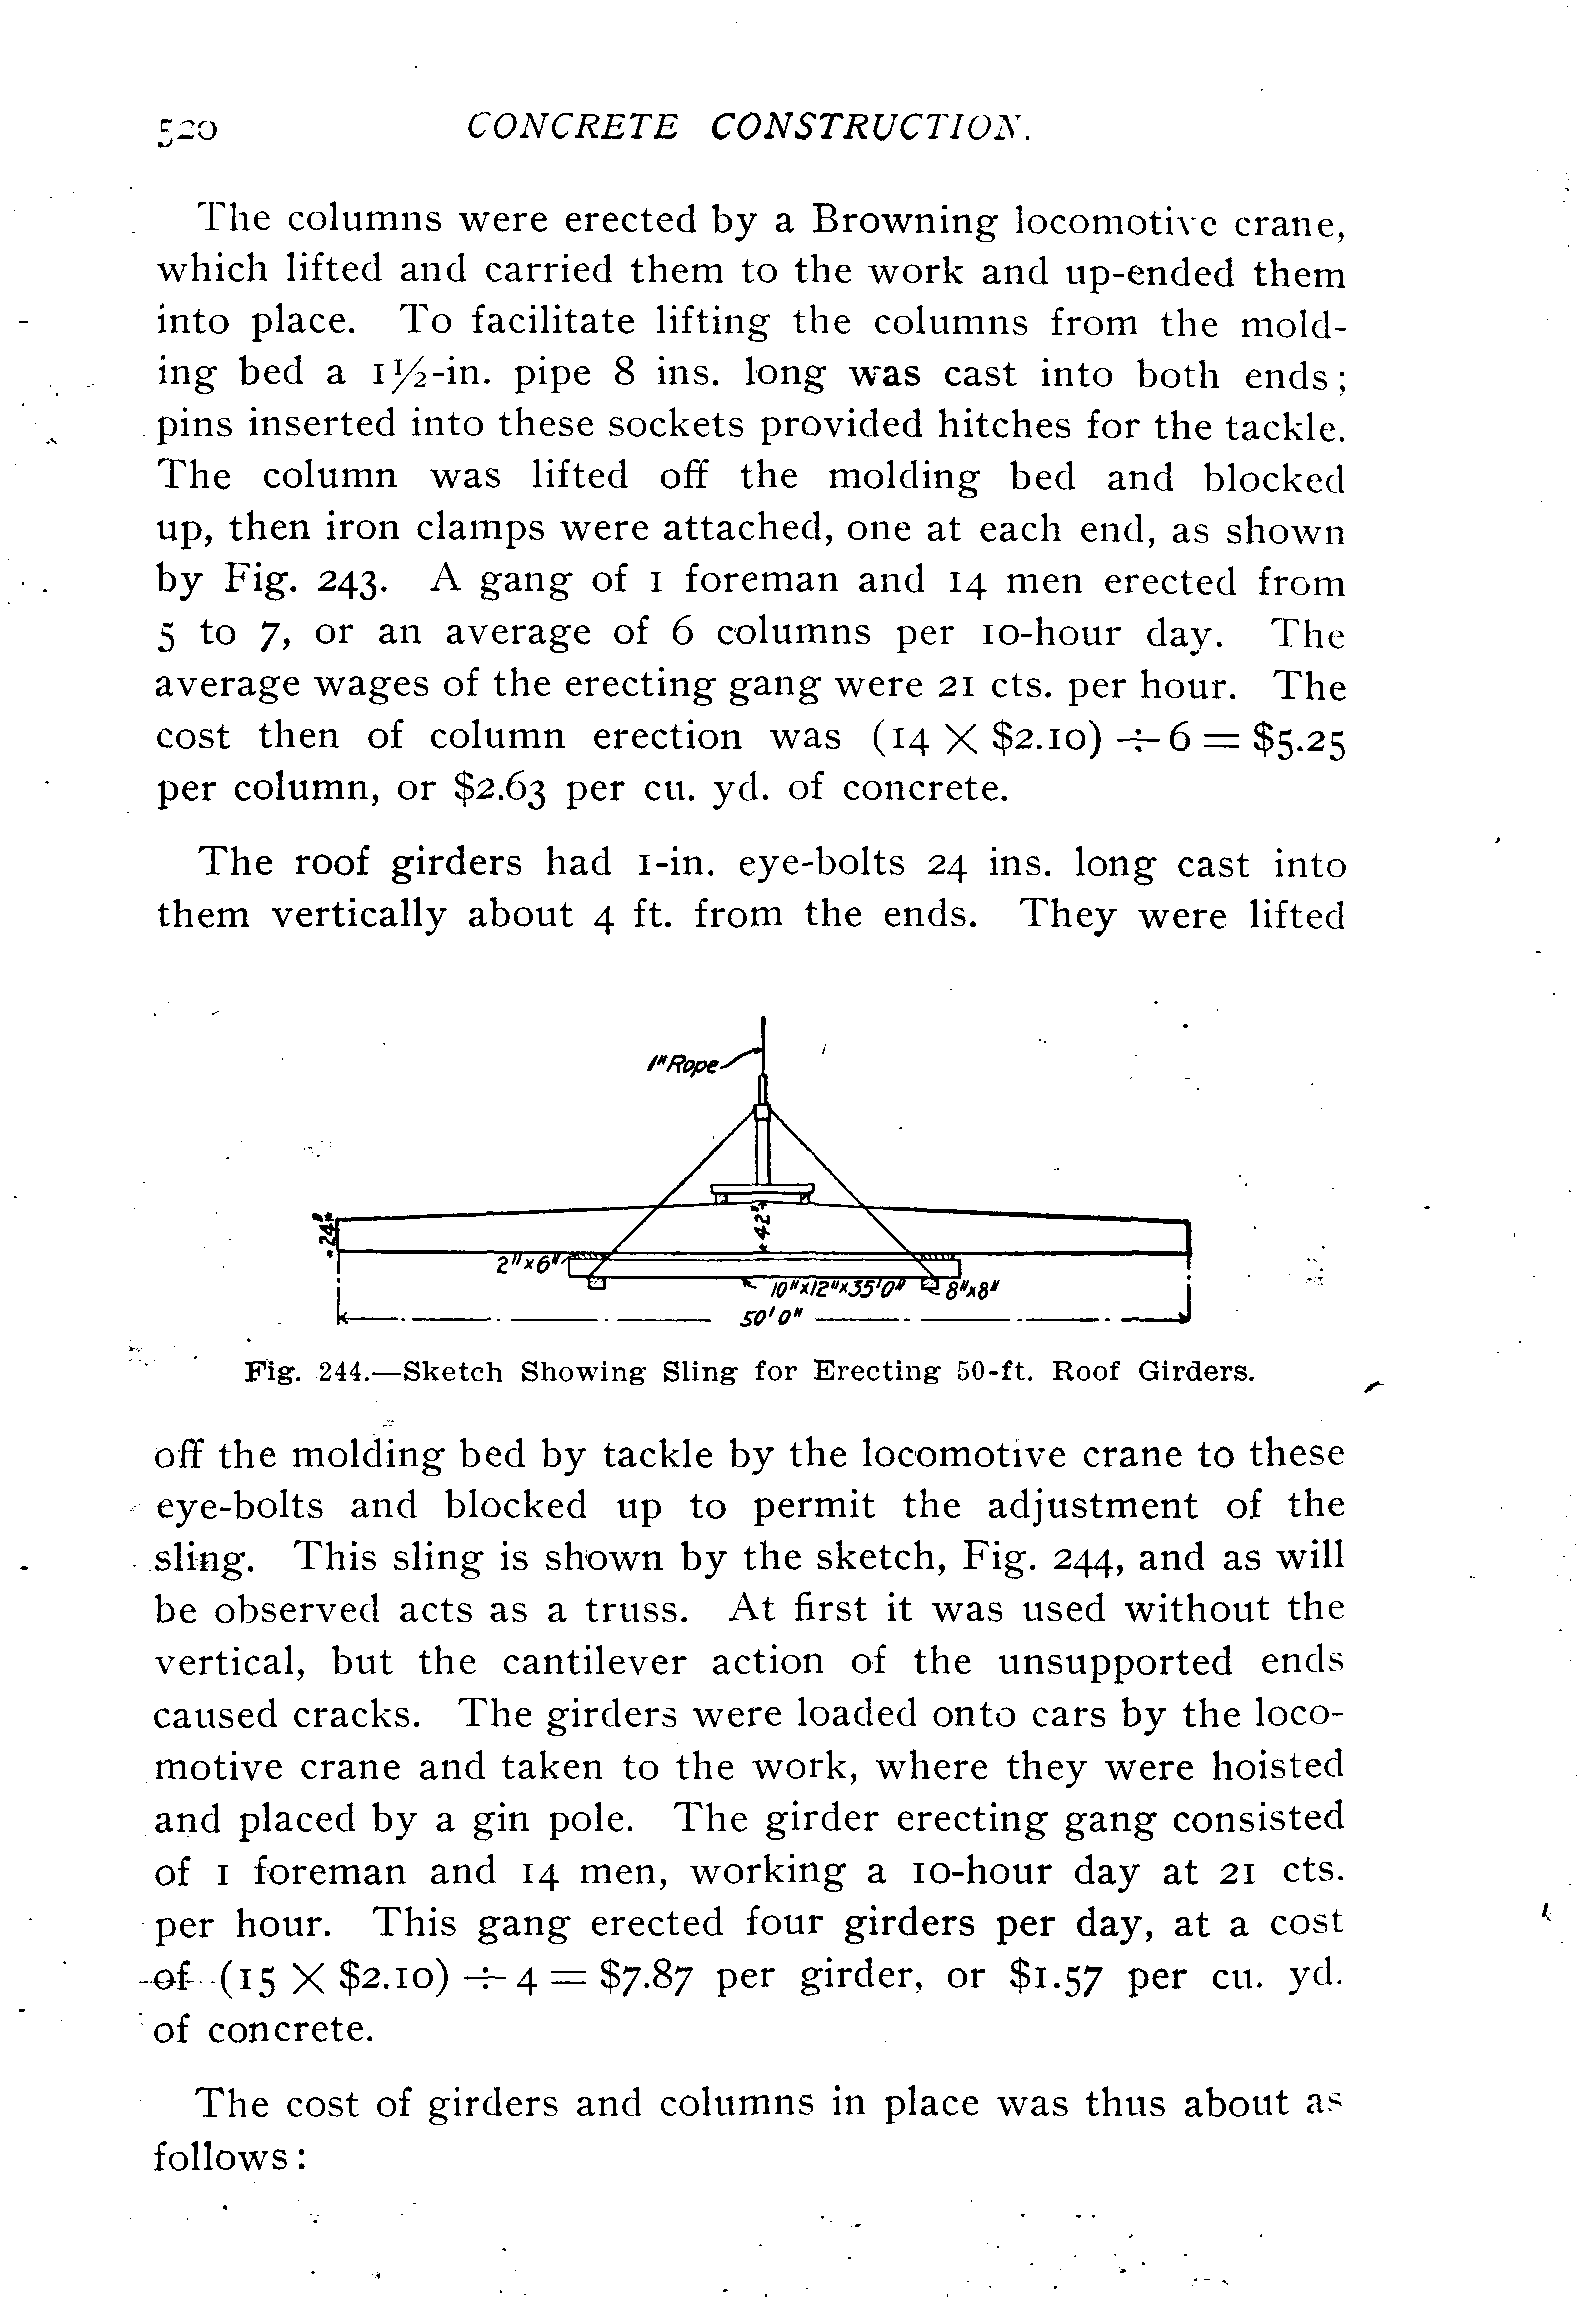 520 CONCRETE CONSTRUCTION.
The columns were erected by a Browning locomotive crane,
which lifted and carried them to the work and up-ended them
into place. To facilitate lifting the columns from the mold-
ing bed a 1½-in. pipe 8 ins. long was cast into both ends;
pins inserted into these sockets provided hitches for the tackle.
The column was lifted off the molding bed and blocked
up, then iron clamps were attached, one at each end, as shown
by Fig. 243. A gang of 1 foreman and 14 men erected from
5 to 7, or an average of 6 columns per 10-hour day. The
average wages of the erecting gang were 21 cts. per hour. The
cost then of column erection was (14 × $2.10) ÷ 6 = $5.25
per column, or $2.63 per cu. yd. of concrete.
The roof girders had 1-in. eye-bolts 24 ins. long cast into
them vertically about 4 ft. from the ends. They were lifted
1" Rope
24"
42"
2"x6"
10"x12"x35'0"
8"x8"
50'0"
Fig. 244.—Sketch Showing Sling for Erecting 50-ft. Roof Girders.
off the molding bed by tackle by the locomotive crane to these
eye-bolts and blocked up to permit the adjustment of the
sling. This sling is shown by the sketch, Fig. 244, and as will
be observed acts as a truss. At first it was used without the
vertical, but the cantilever action of the unsupported ends
caused cracks. The girders were loaded onto cars by the loco-
motive crane and taken to the work, where they were hoisted
and placed by a gin pole. The girder erecting gang consisted
of 1 foreman and 14 men, working a 10-hour day at 21 cts.
per hour. This gang erected four girders per day, at a cost
of (15 × $2.10) ÷ 4 = $7.87 per girder, or $1.57 per cu. yd.
of concrete.
The cost of girders and columns in place was thus about as
follows: